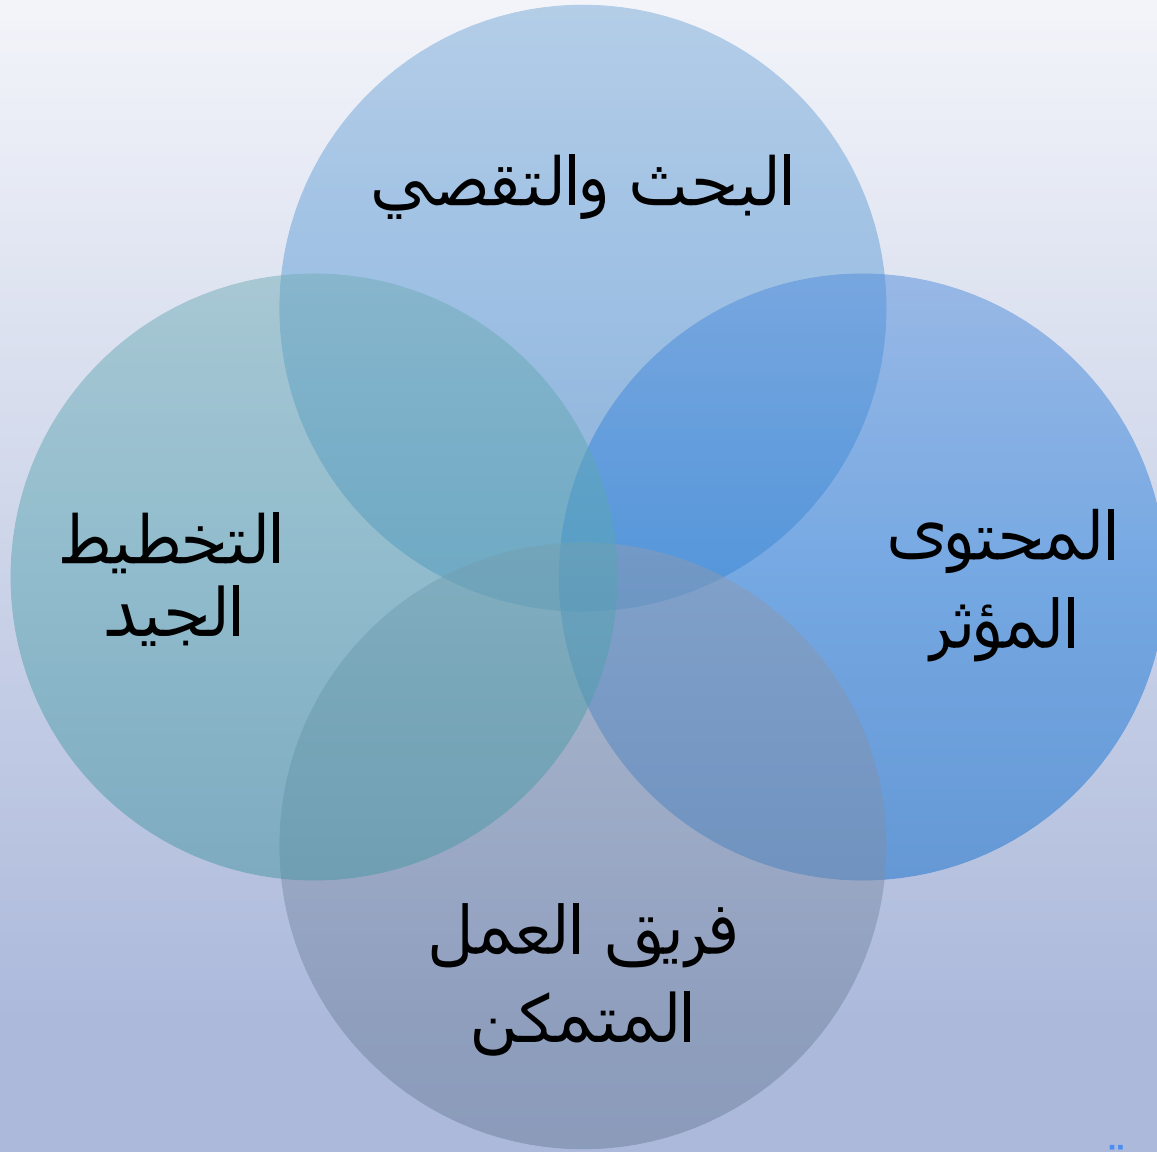 البحث والتقصي
المحتوى
المؤثر
التخطيط
الجيد
فريق العمل
المتمكن